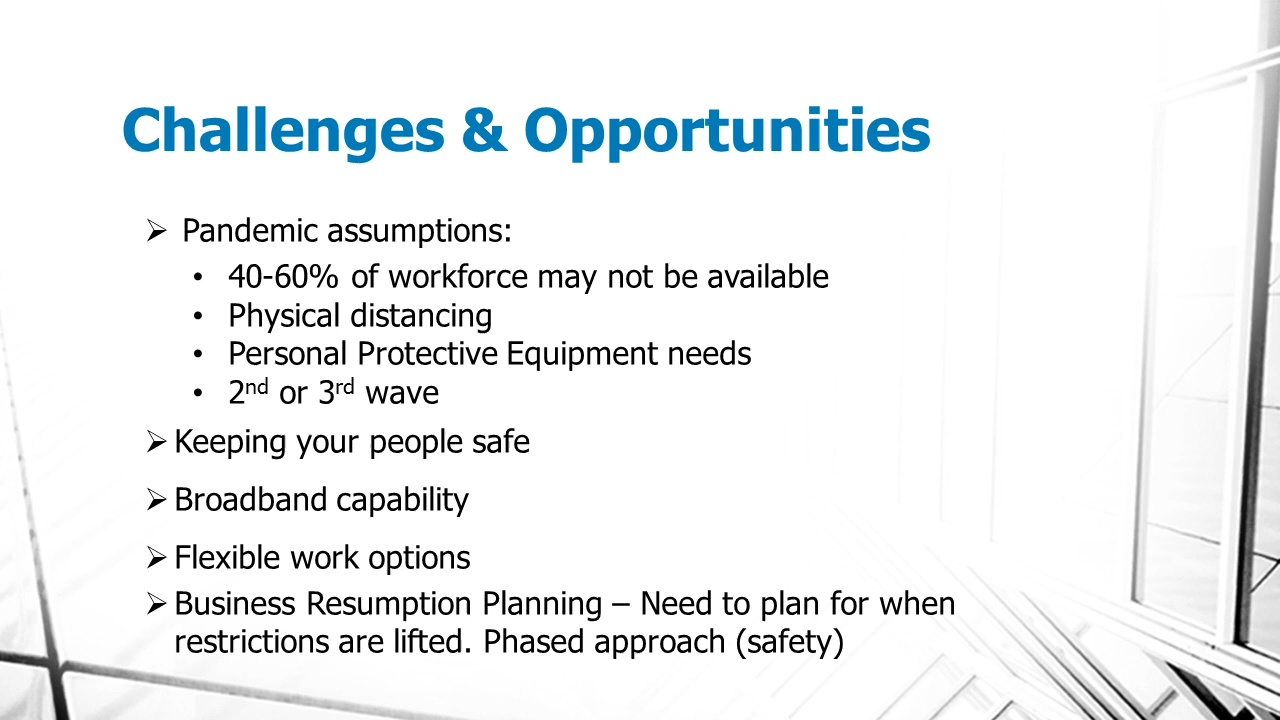 Challenges & Opportunities
➢ Pandemic assumptions:
• 40-60% of workforce may not be available
• Physical distancing
• Personal Protective Equipment needs
• 2nd or 3rd wave
➢ Keeping your people safe
➢ Broadband capability
➢ Flexible work options
➢ Business Resumption Planning – Need to plan for when
restrictions are lifted. Phased approach (safety)